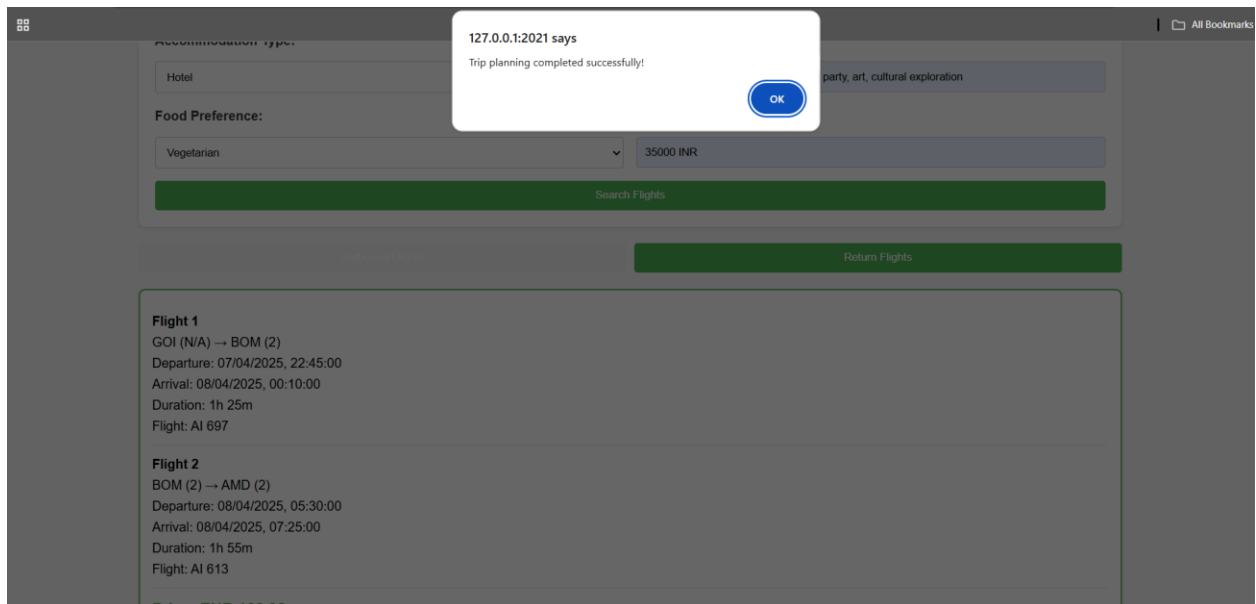 All Bookmarks
127.0.0.1:2021 says
Trip planning completed successfully!
OK
Accommodation Type:
Hotel
party, art, cultural exploration
Food Preference:
Vegetarian
35000 INR
Search Flights
Return Flights
Flight 1
GOI (N/A) → BOM (2)
Departure: 07/04/2025, 22:45:00
Arrival: 08/04/2025, 00:10:00
Duration: 1h 25m
Flight: AI 697
Flight 2
BOM (2) → AMD (2)
Departure: 08/04/2025, 05:30:00
Arrival: 08/04/2025, 07:25:00
Duration: 1h 55m
Flight: AI 613